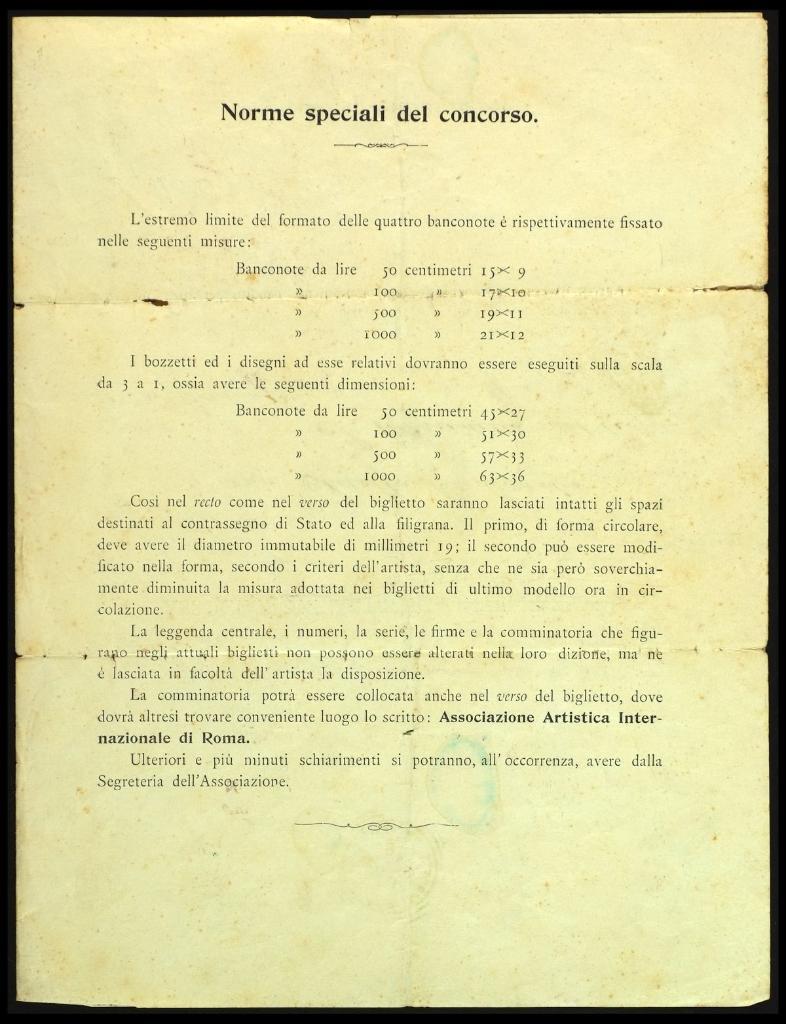 Norme speciali del concorso.
L'estremo limite del formato delle quattro banconote è rispettivamente fissato
nelle seguenti misure:
Banconote da lire 50 centimetri 15×9
» 100 » 17×10
» 500 » 19×11
» 1000 » 21×12
I bozzetti ed i disegni ad esse relativi dovranno essere eseguiti sulla scala
da 3 a 1, ossia avere le seguenti dimensioni:
Banconote da lire 50 centimetri 45×27
» 100 » 51×30
» 500 » 57×33
» 1000 » 63×36
Così nel recto come nel verso del biglietto saranno lasciati intatti gli spazi
destinati al contrassegno di Stato ed alla filigrana. Il primo, di forma circolare,
deve avere il diametro immutabile di millimetri 19; il secondo può essere modi-
ficato nella forma, secondo i criteri dell'artista, senza che ne sia però soverchia-
mente diminuita la misura adottata nei biglietti di ultimo modello ora in cir-
colazione.
La leggenda centrale, i numeri, la serie, le firme e la comminatoria che figu-
rano negli attuali biglietti non possono essere alterati nella loro dizione, ma ne
è lasciata in facoltà dell'artista la disposizione.
La comminatoria potrà essere collocata anche nel verso del biglietto, dove
dovrà altresì trovare conveniente luogo lo scritto: Associazione Artistica Inter-
nazionale di Roma.
Ulteriori e più minuti schiarimenti si potranno, all'occorrenza, avere dalla
Segreteria dell'Associazione.